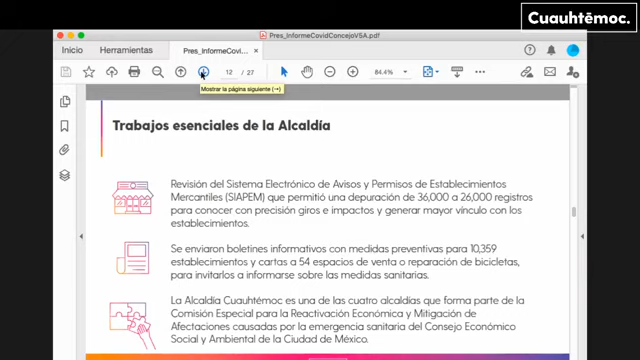 Cuauhtémoc.
Pres_InformeCovidConcejoV5A.pdf
Inicio
Herramientas
Pres_InformeCovi...
12 / 27
84.4%
Mostrar la página siguiente (→)
Trabajos esenciales de la Alcaldía
Revisión del Sistema Electrónico de Avisos y Permisos de Establecimientos
Mercantiles (SIAPEM) que permitió una depuración de 36,000 a 26,000 registros
para conocer con precisión giros e impactos y generar mayor vínculo con los
establecimientos.
Se enviaron boletines informativos con medidas preventivas para 10,359
establecimientos y cartas a 54 espacios de venta o reparación de bicicletas,
para invitarlos a informarse sobre las medidas sanitarias.
La Alcaldía Cuauhtémoc es una de las cuatro alcaldías que forma parte de la
Comisión Especial para la Reactivación Económica y Mitigación de
Afectaciones causadas por la emergencia sanitaria del Consejo Económico
Social y Ambiental de la Ciudad de México.